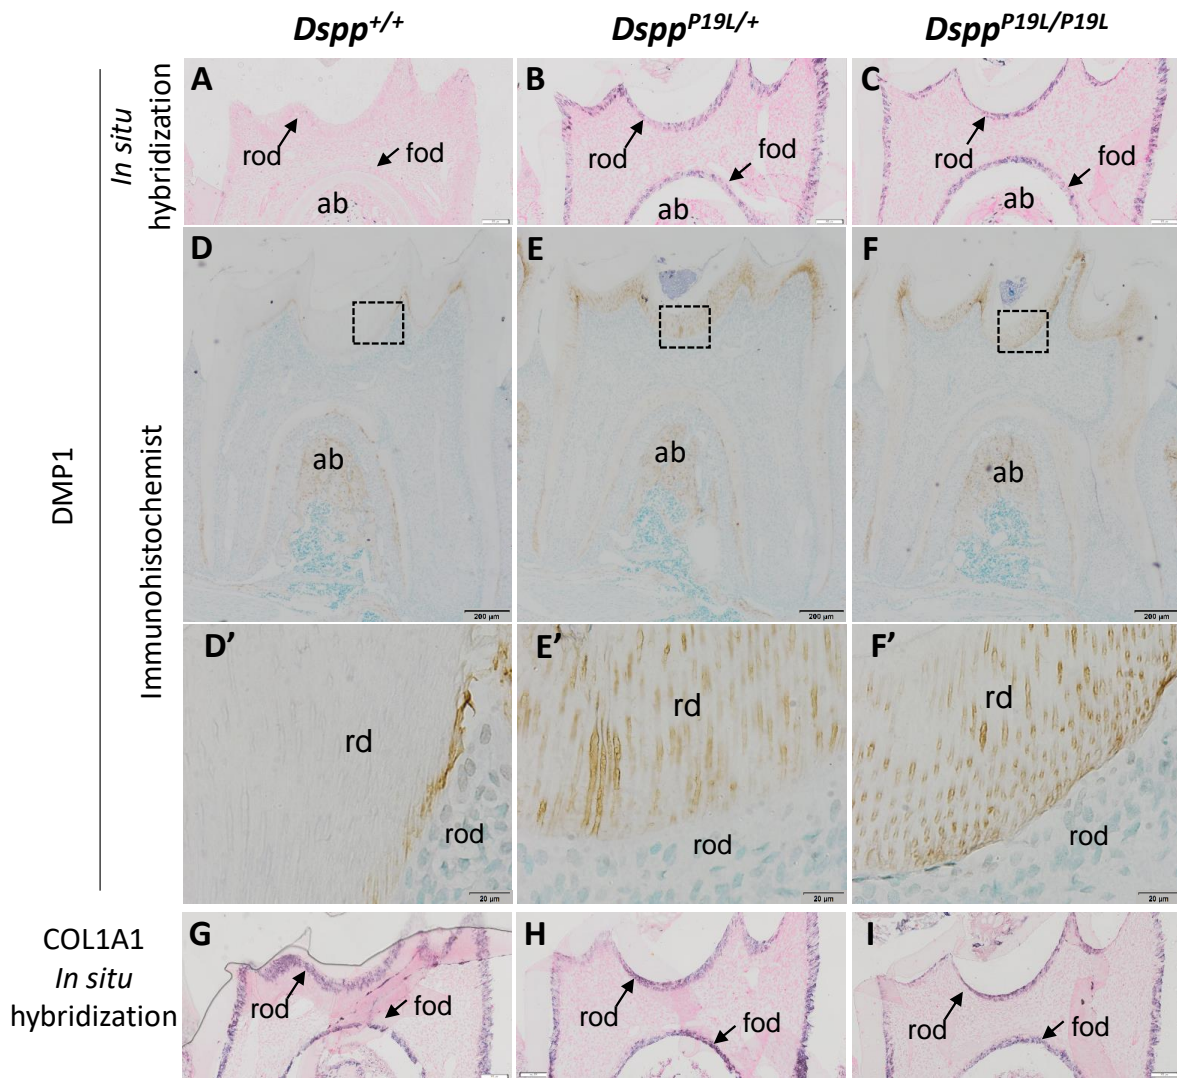 Dspp+/+ DsppP19L/+ DsppP19L/P19L
DMP1
In situ
hybridization
A
rod
fod
ab
B
rod
fod
ab
C
rod
fod
ab
Immunohistochemist
D
ab
200 µm
E
ab
200 µm
F
ab
200 µm
D’
rd
rod
20 µm
E’
rd
rod
20 µm
F’
rd
rod
20 µm
COL1A1
In situ
hybridization
G
rod
fod
H
rod
fod
I
rod
fod